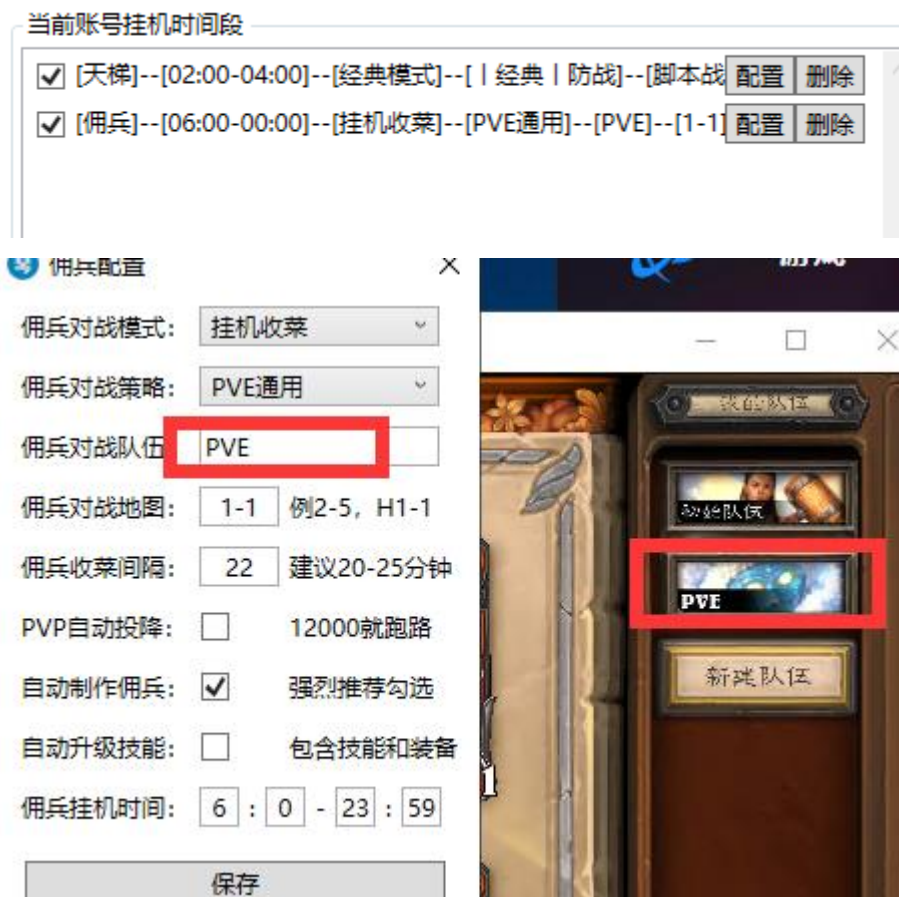 当前账号挂机时间段
[天梯]--[02:00-04:00]--[经典模式]--[丨经典丨防战]--[脚本战 配置 删除
[佣兵]--[06:00-00:00]--[挂机收菜]--[PVE通用]--[PVE]--[1-1] 配置 删除
佣兵配置
游戏
佣兵对战模式: 挂机收菜
佣兵对战策略: PVE通用
佣兵对战队伍 PVE
佣兵对战地图: 1-1 例2-5，H1-1
佣兵收菜间隔: 22 建议20-25分钟
PVP自动投降: 12000就跑路
自动制作佣兵: 强烈推荐勾选
自动升级技能: 包含技能和装备
佣兵挂机时间: 6 : 0 - 23 : 59
保存
我的队伍
初始队伍
PVE
新建队伍
1